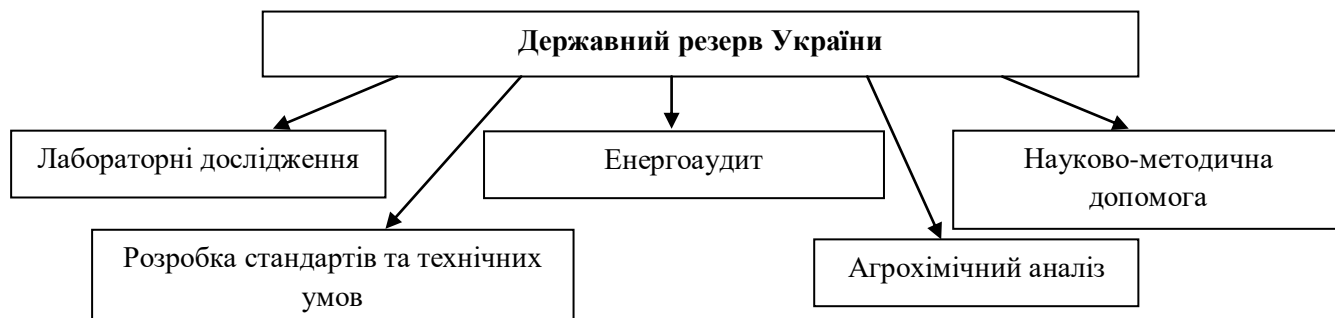 Державний резерв України
Лабораторні дослідження
Енергоаудит
Науково-методична
допомога
Розробка стандартів та технічних
умов
Агрохімічний аналіз